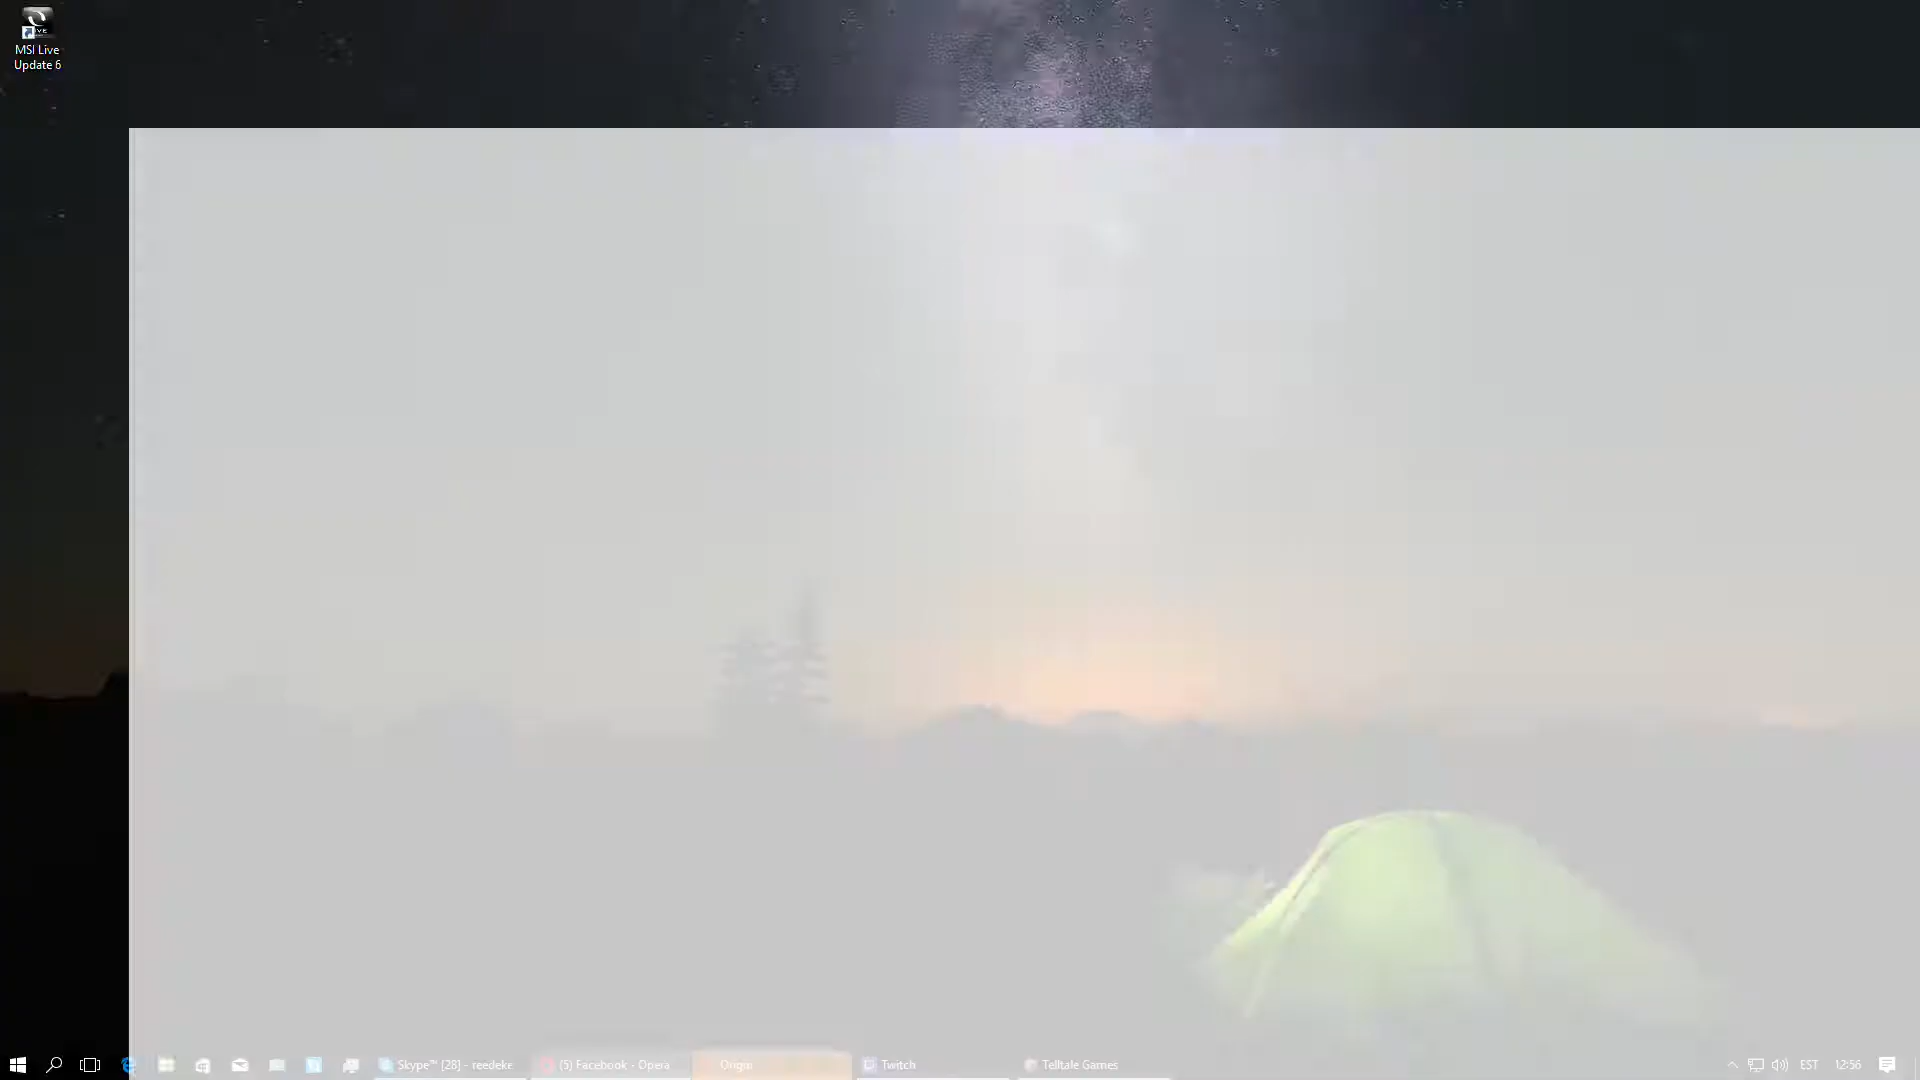 MSI Live
Update 6
Skype™ [28] - reedeke
(5) Facebook - Opera
Origin
Twitch
Telltale Games
EST
12:56